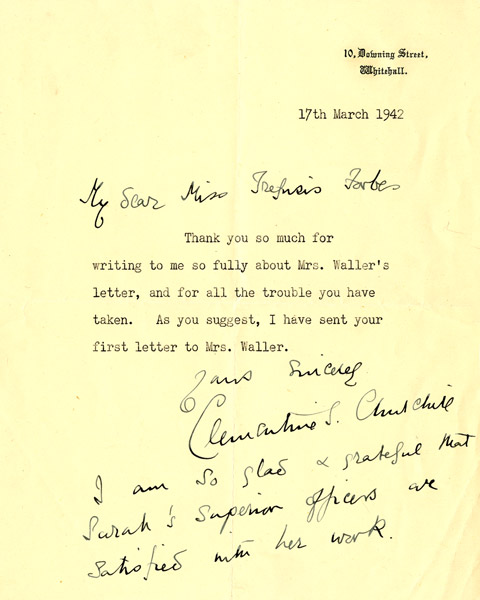 10, Downing Street,
Whitehall.
17th March 1942
My dear Miss Trefusis Forbes
Thank you so much for
writing to me so fully about Mrs. Waller's
letter, and for all the trouble you have
taken. As you suggest, I have sent your
first letter to Mrs. Waller.
Yours sincerely
Clementine S. Churchill
I am so glad & grateful that
Sarah's superior officers are
satisfied with her work.